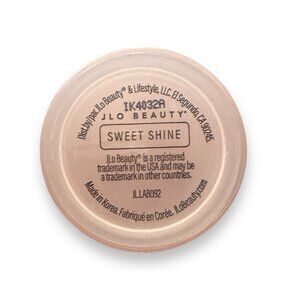 Dist.by/par JLo Beauty® & Lifestyle, LLC. El Segundo, CA 90245.
IK4032A
JLO BEAUTY®
SWEET SHINE
JLo Beauty® is a registered
trademark in the USA and may be
a trademark in other countries.
JLLAB092
Made in Korea. Fabriqué en Corée. JLoBeauty.com